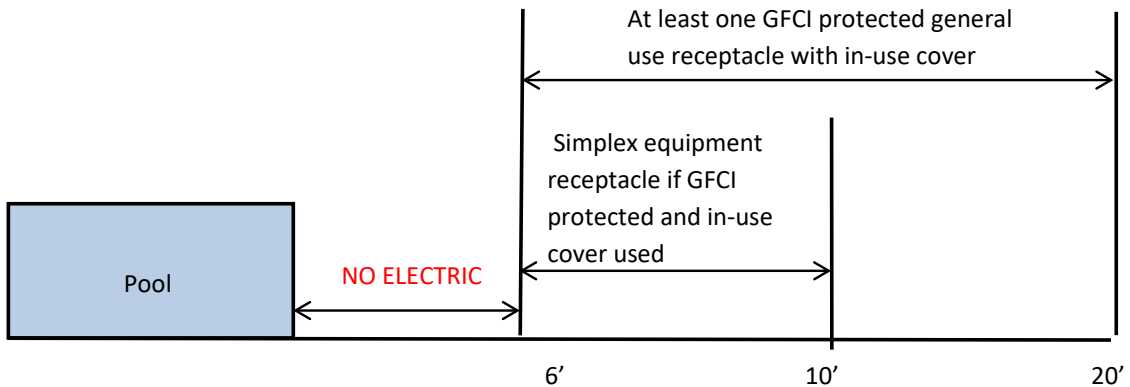 At least one GFCI protected general
use receptacle with in-use cover
Simplex equipment
receptacle if GFCI
protected and in-use
cover used
NO ELECTRIC
Pool
6’
10’
20’